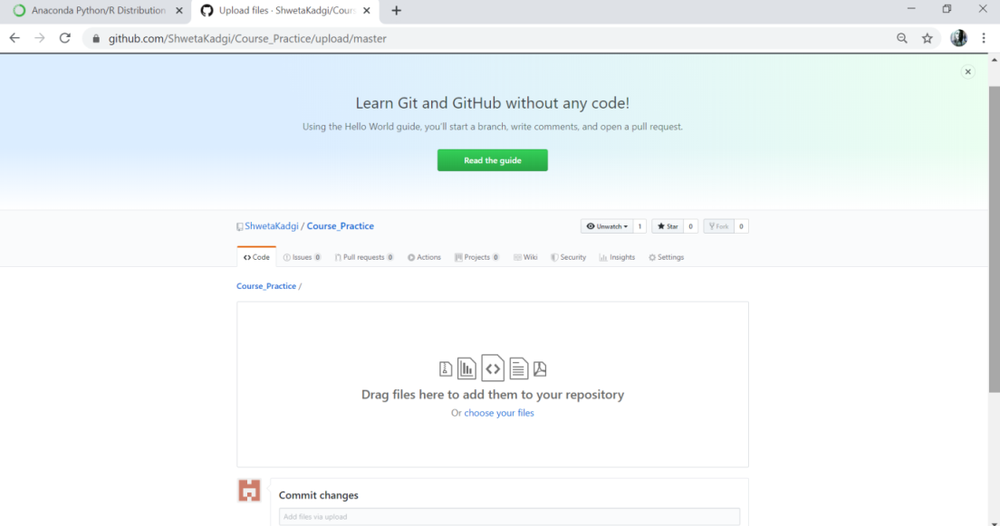 Anaconda Python/R Distribution
Upload files · ShwetaKadgi/Cour
github.com/ShwetaKadgi/Course_Practice/upload/master
Learn Git and GitHub without any code!
Using the Hello World guide, you'll start a branch, write comments, and open a pull request.
Read the guide
ShwetaKadgi / Course_Practice
Unwatch 1 Star 0 Fork 0
Code Issues 0 Pull requests 0 Actions Projects 0 Wiki Security Insights Settings
Course_Practice /
Drag files here to add them to your repository
Or choose your files
Commit changes
Add files via upload